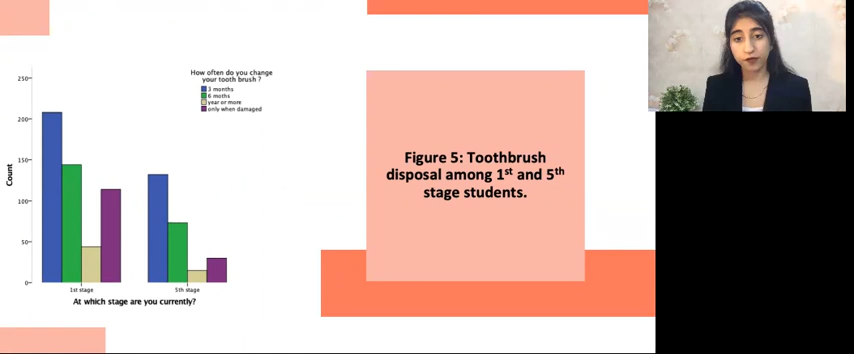 How often do you change
your tooth brush ?
3 months
6 moths
year or more
only when damaged
250
200
150
100
50
0
Count
1st stage
5th stage
At which stage are you currently?
Figure 5: Toothbrush
disposal among 1st and 5th
stage students.